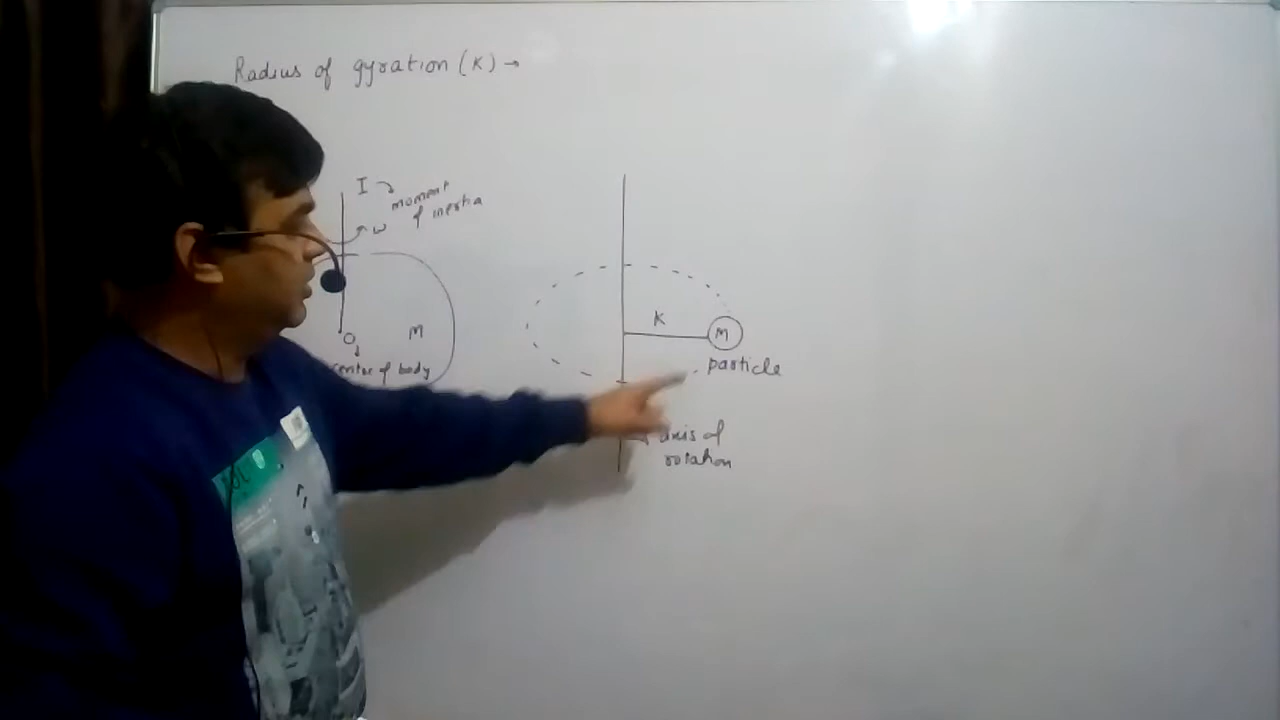 Radius of gyration (K) →
I → moment
of inertia
ω
M
O
center of body
K
M
particle
axis of
rotation